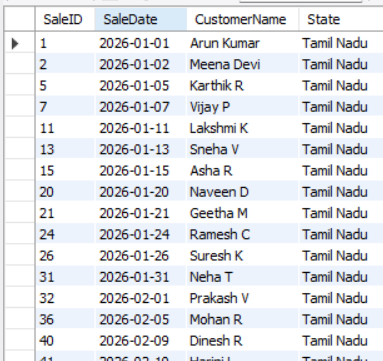 SaleID SaleDate CustomerName State
1 2026-01-01 Arun Kumar Tamil Nadu
2 2026-01-02 Meena Devi Tamil Nadu
5 2026-01-05 Karthik R Tamil Nadu
7 2026-01-07 Vijay P Tamil Nadu
11 2026-01-11 Lakshmi K Tamil Nadu
13 2026-01-13 Sneha V Tamil Nadu
15 2026-01-15 Asha R Tamil Nadu
20 2026-01-20 Naveen D Tamil Nadu
21 2026-01-21 Geetha M Tamil Nadu
24 2026-01-24 Ramesh C Tamil Nadu
26 2026-01-26 Suresh K Tamil Nadu
31 2026-01-31 Neha T Tamil Nadu
32 2026-02-01 Prakash V Tamil Nadu
36 2026-02-05 Mohan R Tamil Nadu
40 2026-02-09 Dinesh R Tamil Nadu
41 2026-02-10 Tamil Nadu